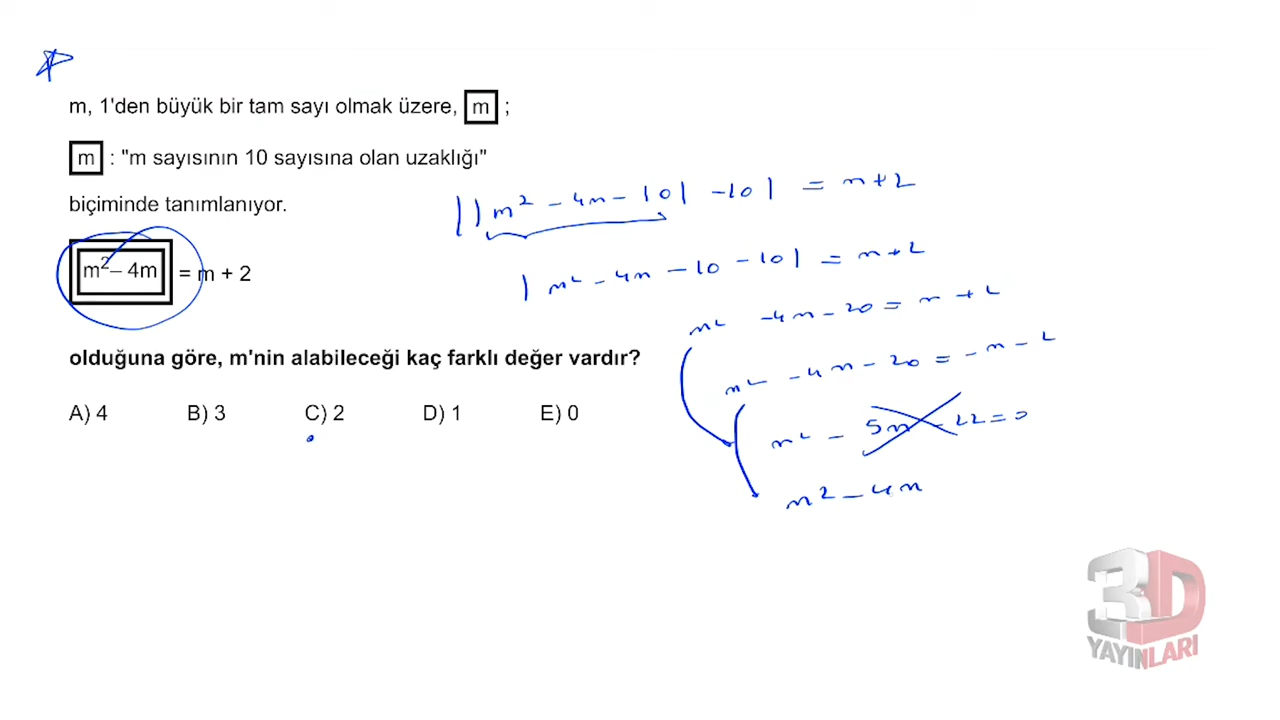 m, 1'den büyük bir tam sayı olmak üzere, m ;
m : "m sayısının 10 sayısına olan uzaklığı"
biçiminde tanımlanıyor.
m² – 4m = m + 2
olduğuna göre, m'nin alabileceği kaç farklı değer vardır?
A) 4 B) 3 C) 2 D) 1 E) 0
||m² - 4m - 10| - 10| = m + 2
|m² - 4m - 10 - 10| = m + 2
m² - 4m - 20 = m + 2
m² - 4m - 20 = -m - 2
m² - 5m - 22 = 0
m² - 4m
3D
YAYINLARI